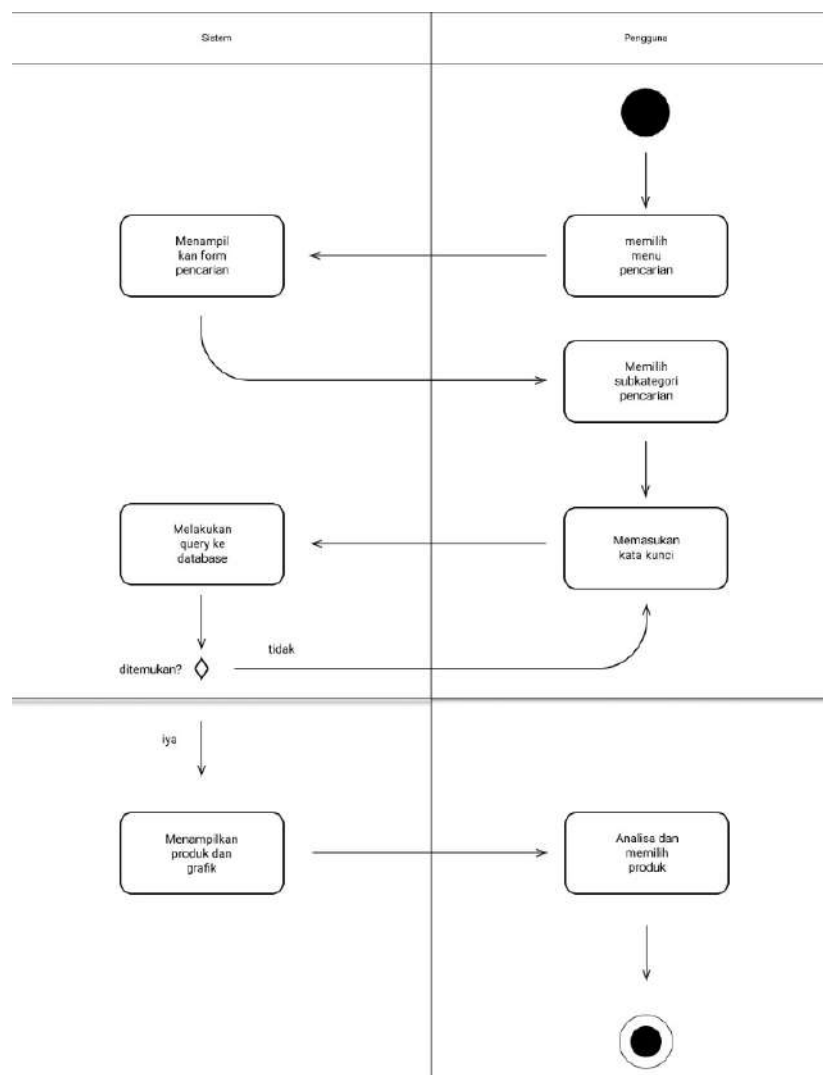 Sistem
Pengguna
Menampil
kan form
pencarian
memilih
menu
pencarian
Memilih
subkategori
pencarian
Melakukan
query ke
database
Memasukan
kata kunci
ditemukan?
tidak
iya
Menampilkan
produk dan
grafik
Analisa dan
memilih
produk